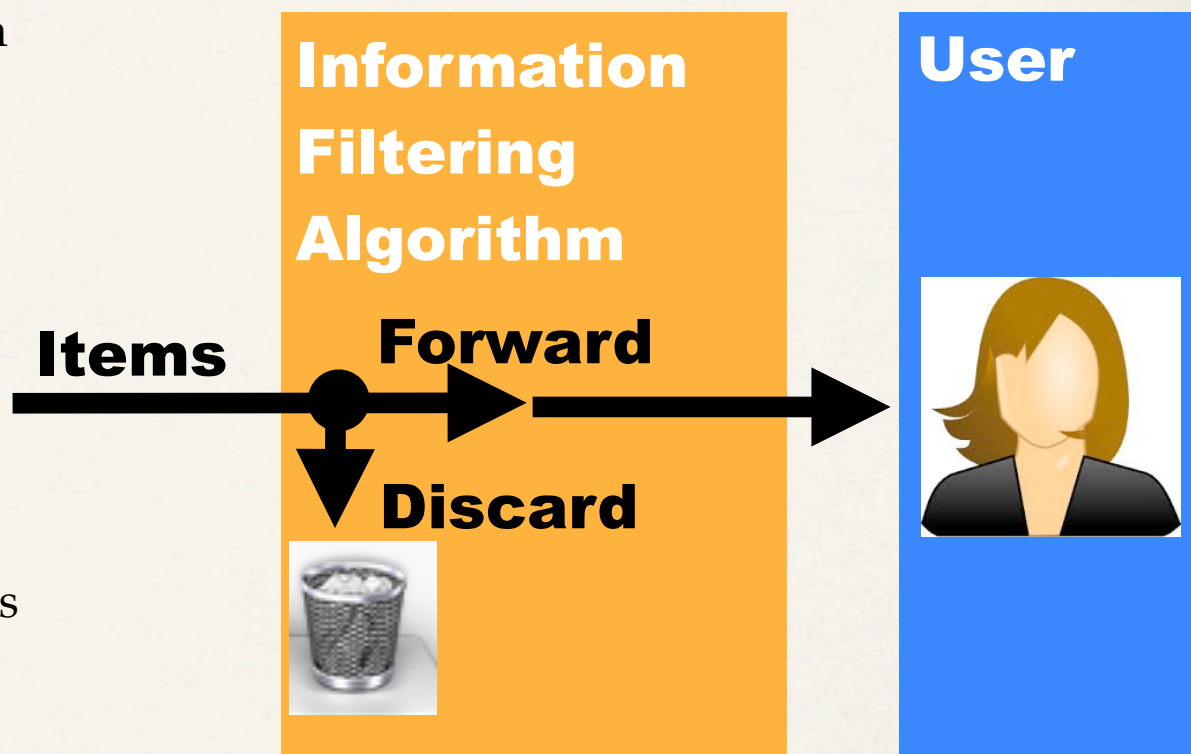 Information
Filtering
Algorithm
User
Items
Forward
Discard
s